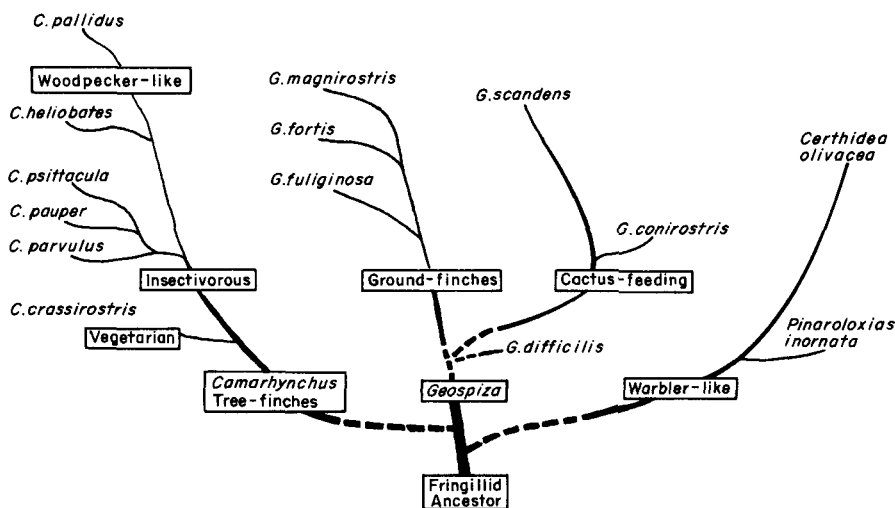 C. pallidus
Woodpecker-like
G. magnirostris
G. scandens
C. heliobates
G. fortis
Certhidea
olivacea
C. psittacula
G. fuliginosa
C. pauper
G. conirostris
C. parvulus
Insectivorous
Ground-finches
Cactus-feeding
C. crassirostris
Vegetarian
Pinaroloxias
inornata
G. difficilis
Camarhynchus
Tree-finches
Geospiza
Warbler-like
Fringillid
Ancestor